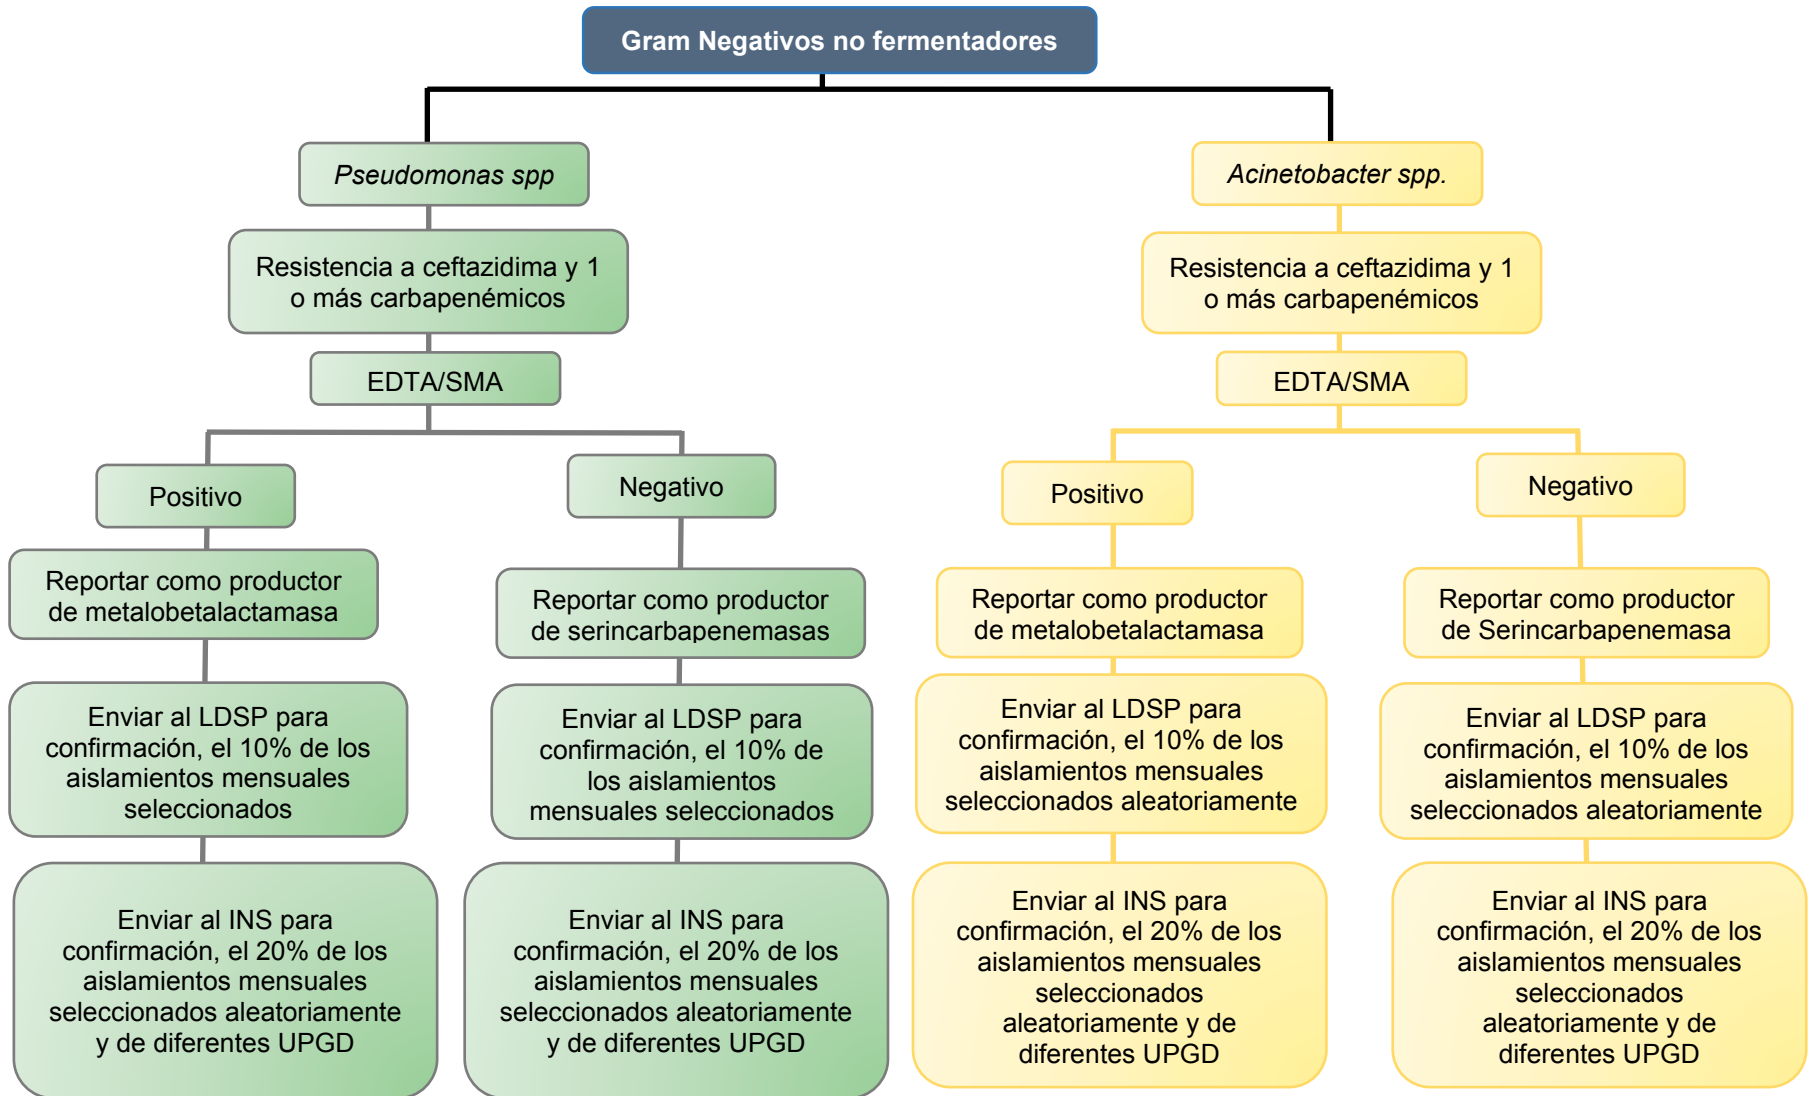 Gram Negativos no fermentadores
Pseudomonas spp
Resistencia a ceftazidima y 1
o más carbapenémicos
EDTA/SMA
Positivo
Reportar como productor
de metalobetalactamasa
Enviar al LDSP para
confirmación, el 10% de los
aislamientos mensuales
seleccionados
Enviar al INS para
confirmación, el 20% de los
aislamientos mensuales
seleccionados aleatoriamente
y de diferentes UPGD
Negativo
Reportar como productor
de serincarbapenemasas
Enviar al LDSP para
confirmación, el 10% de
los aislamientos
mensuales seleccionados
Enviar al INS para
confirmación, el 20% de los
aislamientos mensuales
seleccionados aleatoriamente
y de diferentes UPGD
Acinetobacter spp.
Resistencia a ceftazidima y 1
o más carbapenémicos
EDTA/SMA
Positivo
Reportar como productor
de metalobetalactamasa
Enviar al LDSP para
confirmación, el 10% de los
aislamientos mensuales
seleccionados aleatoriamente
Enviar al INS para
confirmación, el 20% de los
aislamientos mensuales
seleccionados
aleatoriamente y de
diferentes UPGD
Negativo
Reportar como productor
de Serincarbapenemasa
Enviar al LDSP para
confirmación, el 10% de los
aislamientos mensuales
seleccionados aleatoriamente
Enviar al INS para
confirmación, el 20% de los
aislamientos mensuales
seleccionados
aleatoriamente y de
diferentes UPGD